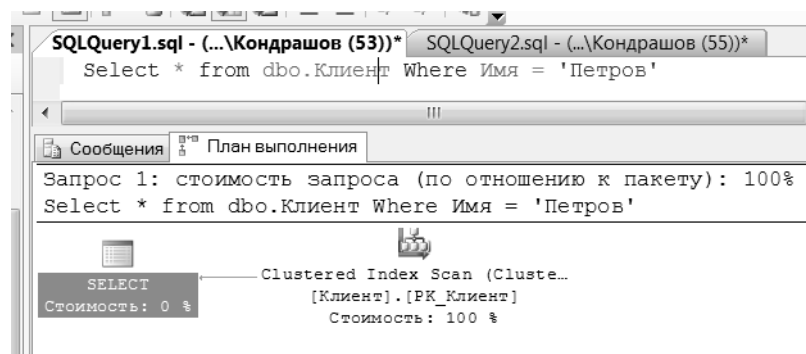 SQLQuery1.sql - (...\Кондрашов (53))* SQLQuery2.sql - (...\Кондрашов (55))*
Select * from dbo.Клиент Where Имя = 'Петров'
Сообщения План выполнения
Запрос 1: стоимость запроса (по отношению к пакету): 100%
Select * from dbo.Клиент Where Имя = 'Петров'
SELECT
Стоимость: 0 %
Clustered Index Scan (Cluste…
[Клиент].[PK_Клиент]
Стоимость: 100 %